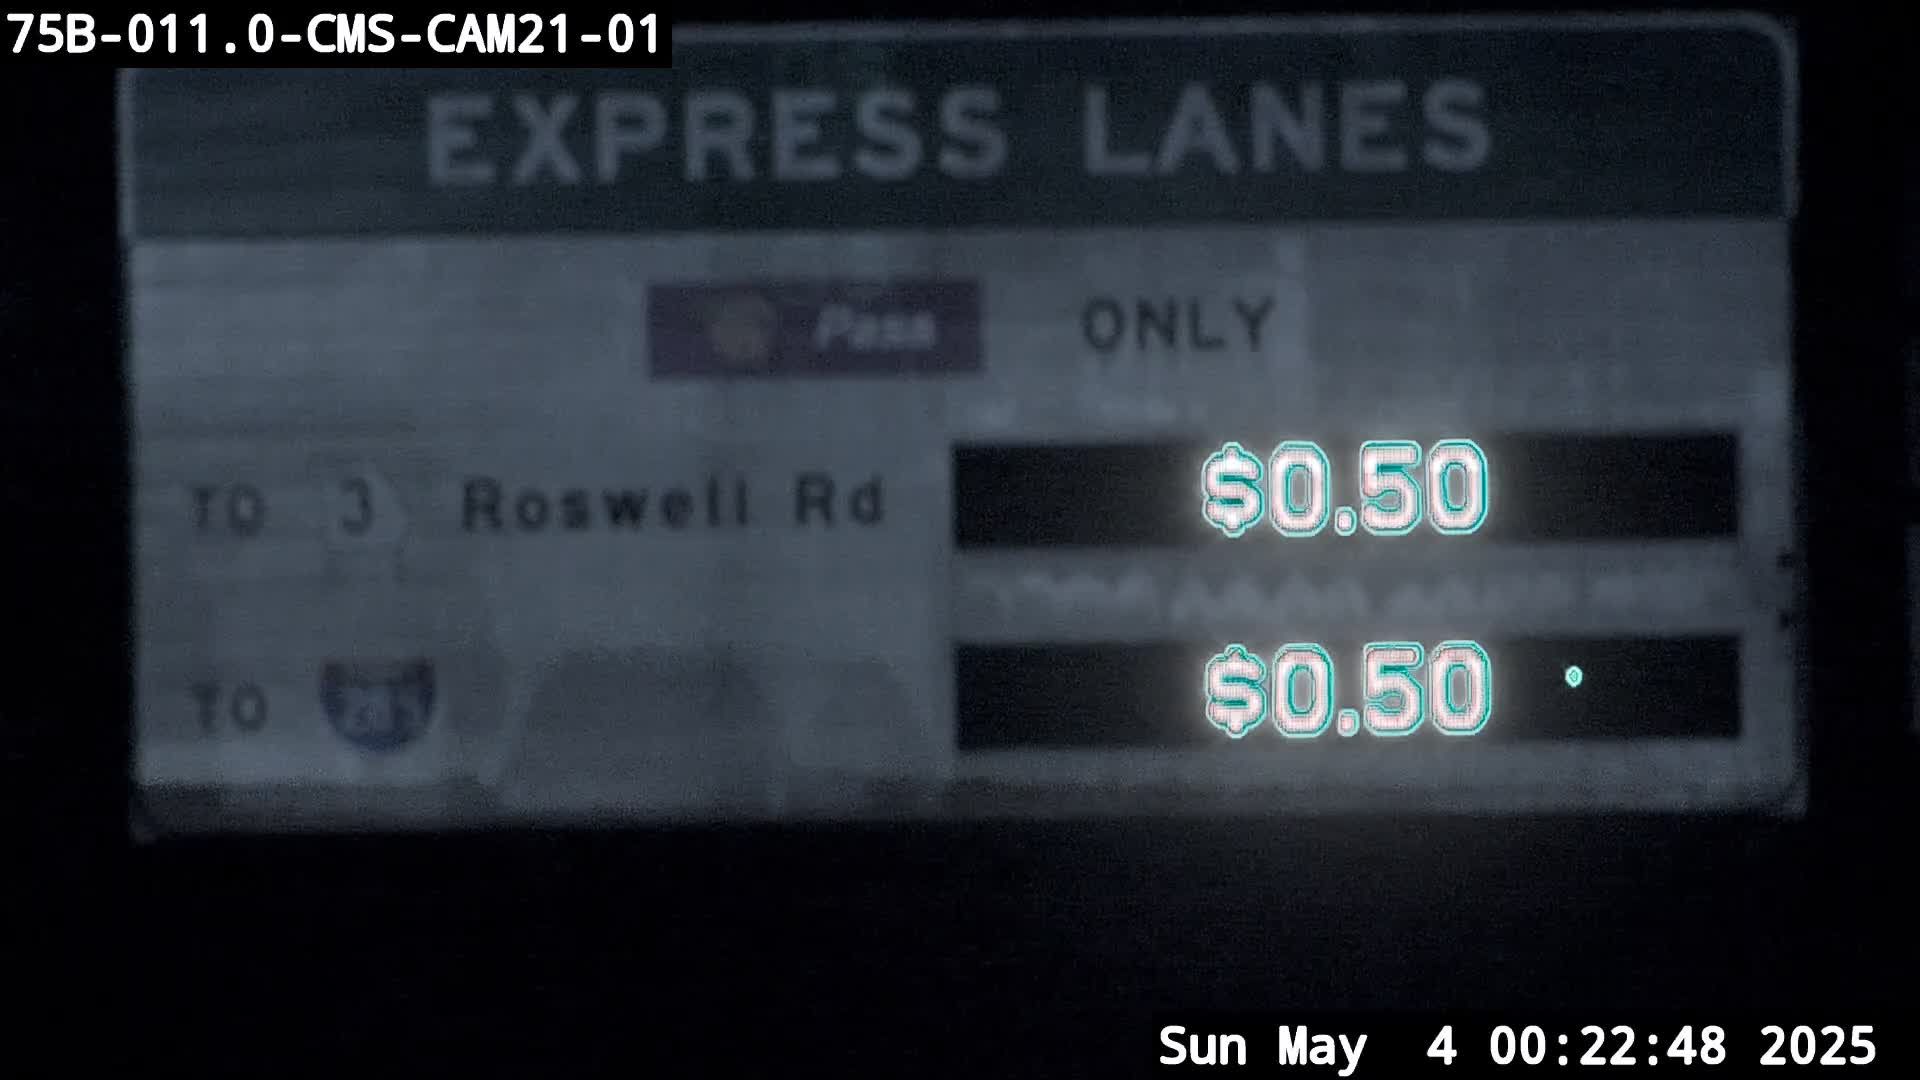 75B-011.0-CMS-CAM21-01
EXPRESS LANES
Pass ONLY
TO 3 Roswell Rd $0.50
TO $0.50
Sun May 4 00:22:48 2025